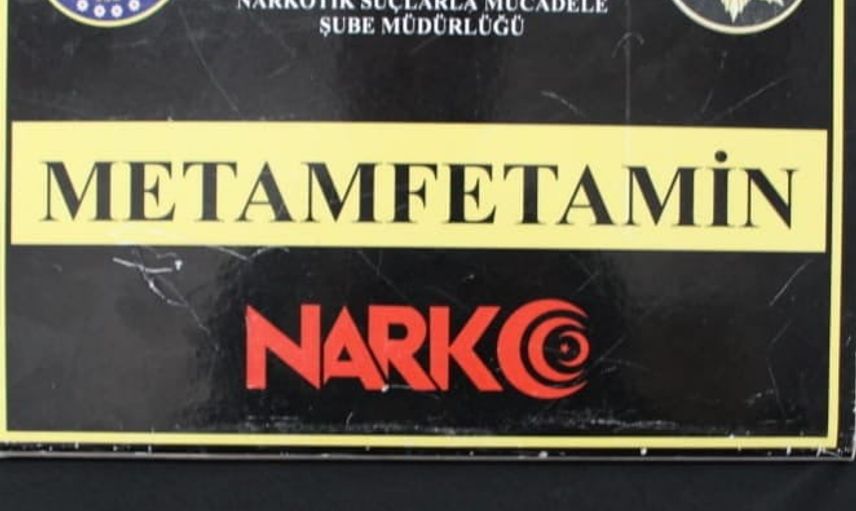 NARKOTİK SUÇLARLA MÜCADELE
ŞUBE MÜDÜRLÜĞÜ
METAMFETAMİN
NARKO